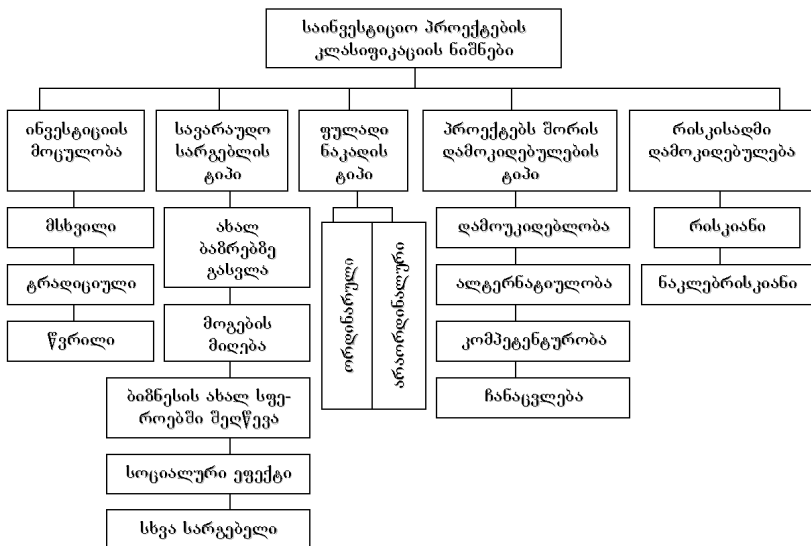 საინვესტიციო პროექტების
კლასიფიკაციის ნიშნები
ინვესტიციის
მოცულობა
მსხვილი
ტრადიციული
წვრილი
სავარაუდო
სარგებლის
ტიპი
ახალ
ბაზრებზე
გასვლა
მოგების
მიღება
ბიზნესის ახალ სფე-
როებში შეღწევა
სოციალური ეფექტი
სხვა სარგებელი
ფულადი
ნაკადის
ტიპი
ორდინარული
არაორდინალური
პროექტებს შორის
დამოკიდებულების
ტიპი
დამოუკიდებლობა
ალტერნატიულობა
კომპეტენტურობა
ჩანაცვლება
რისკისადმი
დამოკიდებულება
რისკიანი
ნაკლებრისკიანი